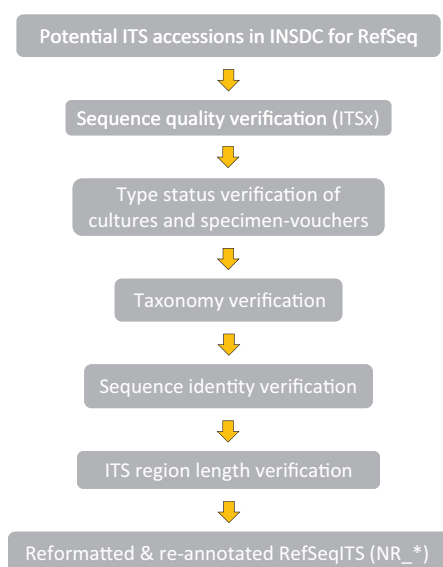 Potential ITS accessions in INSDC for RefSeq
Sequence quality verification (ITSx)
Type status verification of
cultures and specimen-vouchers
Taxonomy verification
Sequence identity verification
ITS region length verification
Reformatted & re-annotated RefSeqITS (NR_*)